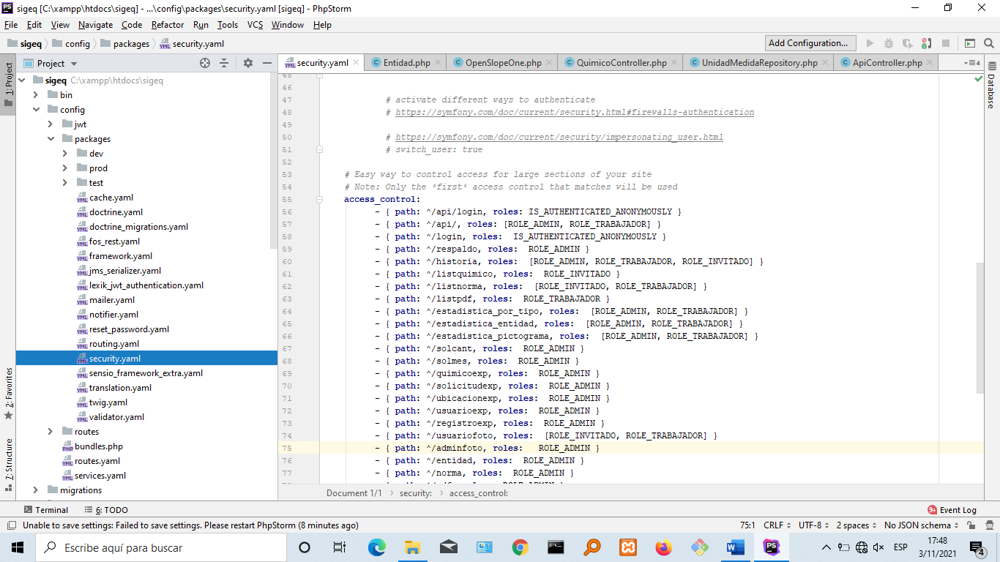 sigeq [C:\xampp\htdocs\sigeq] - ...\config\packages\security.yaml [sigeq] - PhpStorm
File Edit View Navigate Code Refactor Run Tools VCS Window Help
sigeq config packages security.yaml
Add Configuration...
Project
security.yaml Entidad.php OpenSlopeOne.php QuimicoController.php UnidadMedidaRepository.php ApiController.php
4
1: Project
2: Favorites
7: Structure
Database
sigeq C:\xampp\htdocs\sigeq
bin
config
jwt
packages
dev
prod
test
cache.yaml
doctrine.yaml
doctrine_migrations.yaml
fos_rest.yaml
framework.yaml
jms_serializer.yaml
lexik_jwt_authentication.yaml
mailer.yaml
notifier.yaml
reset_password.yaml
routing.yaml
security.yaml
sensio_framework_extra.yaml
translation.yaml
twig.yaml
validator.yaml
routes
bundles.php
routes.yaml
services.yaml
migrations
45
46
47 # activate different ways to authenticate
48 # https://symfony.com/doc/current/security.html#firewalls-authentication
49
50 # https://symfony.com/doc/current/security/impersonating_user.html
51 # switch_user: true
52
53 # Easy way to control access for large sections of your site
54 # Note: Only the *first* access control that matches will be used
55 access_control:
56 - { path: ^/api/login, roles: IS_AUTHENTICATED_ANONYMOUSLY }
57 - { path: ^/api/, roles: [ROLE_ADMIN, ROLE_TRABAJADOR] }
58 - { path: ^/login, roles: IS_AUTHENTICATED_ANONYMOUSLY }
59 - { path: ^/respaldo, roles: ROLE_ADMIN }
60 - { path: ^/historia, roles: [ROLE_ADMIN, ROLE_TRABAJADOR, ROLE_INVITADO] }
61 - { path: ^/listquimico, roles: ROLE_INVITADO }
62 - { path: ^/listnorma, roles: [ROLE_INVITADO, ROLE_TRABAJADOR] }
63 - { path: ^/listpdf, roles: ROLE_TRABAJADOR }
64 - { path: ^/estadistica_por_tipo, roles: [ROLE_ADMIN, ROLE_TRABAJADOR] }
65 - { path: ^/estadistica_entidad, roles: [ROLE_ADMIN, ROLE_TRABAJADOR] }
66 - { path: ^/estadistica_pictograma, roles: [ROLE_ADMIN, ROLE_TRABAJADOR] }
67 - { path: ^/solcant, roles: ROLE_ADMIN }
68 - { path: ^/solmes, roles: ROLE_ADMIN }
69 - { path: ^/quimicoexp, roles: ROLE_ADMIN }
70 - { path: ^/solicitudexp, roles: ROLE_ADMIN }
71 - { path: ^/ubicacionexp, roles: ROLE_ADMIN }
72 - { path: ^/usuarioexp, roles: ROLE_ADMIN }
73 - { path: ^/registroexp, roles: ROLE_ADMIN }
74 - { path: ^/usuariofoto, roles: [ROLE_INVITADO, ROLE_TRABAJADOR] }
75 - { path: ^/adminfoto, roles: ROLE_ADMIN }
76 - { path: ^/entidad, roles: ROLE_ADMIN }
77 - { path: ^/norma, roles: ROLE_ADMIN }
Document 1/1 security: access_control:
Terminal 6: TODO 9+ Event Log
Unable to save settings: Failed to save settings. Please restart PhpStorm (8 minutes ago) 75:1 CRLF UTF-8 2 spaces No JSON schema
Escribe aquí para buscar
ESP
17:48
3/11/2021
4